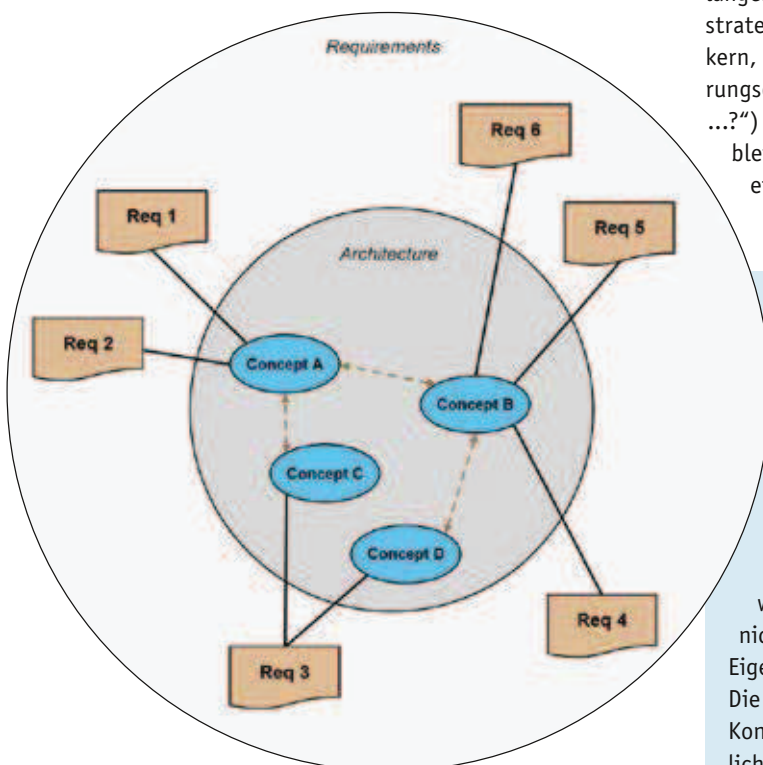 Requirements
Req 6
Req 1
Req 5
Architecture
Req 2
Concept A
Concept B
Concept C
Concept D
Req 4
Req 3
strate
kern,
rungs
...?“)
ble
e
w
nic
Eige
Die
Kon
lich